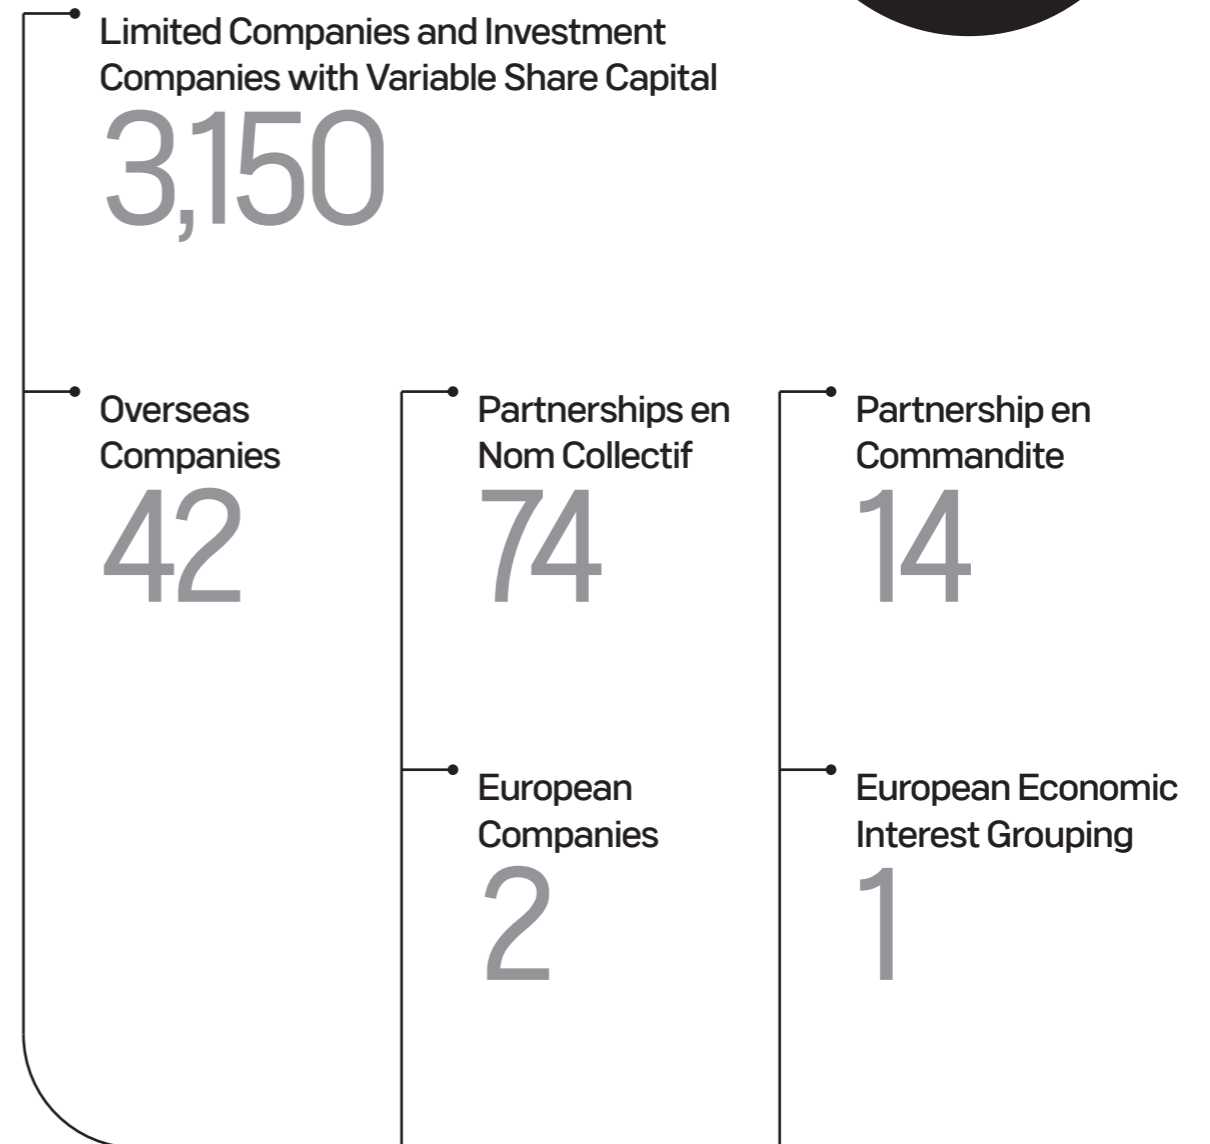 Limited Companies and Investment
Companies with Variable Share Capital
3,150
Overseas
Companies
42
Partnerships en
Nom Collectif
74
Partnership en
Commandite
14
European
Companies
2
European Economic
Interest Grouping
1